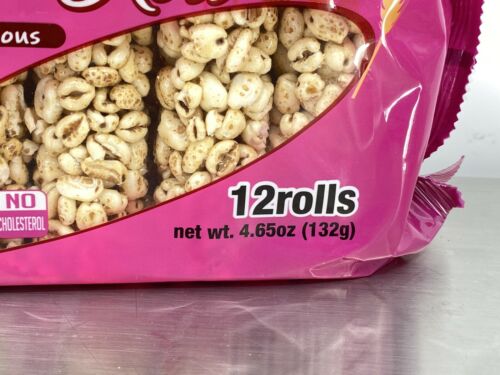 ous
NO
CHOLESTEROL
12rolls
net wt. 4.65oz (132g)